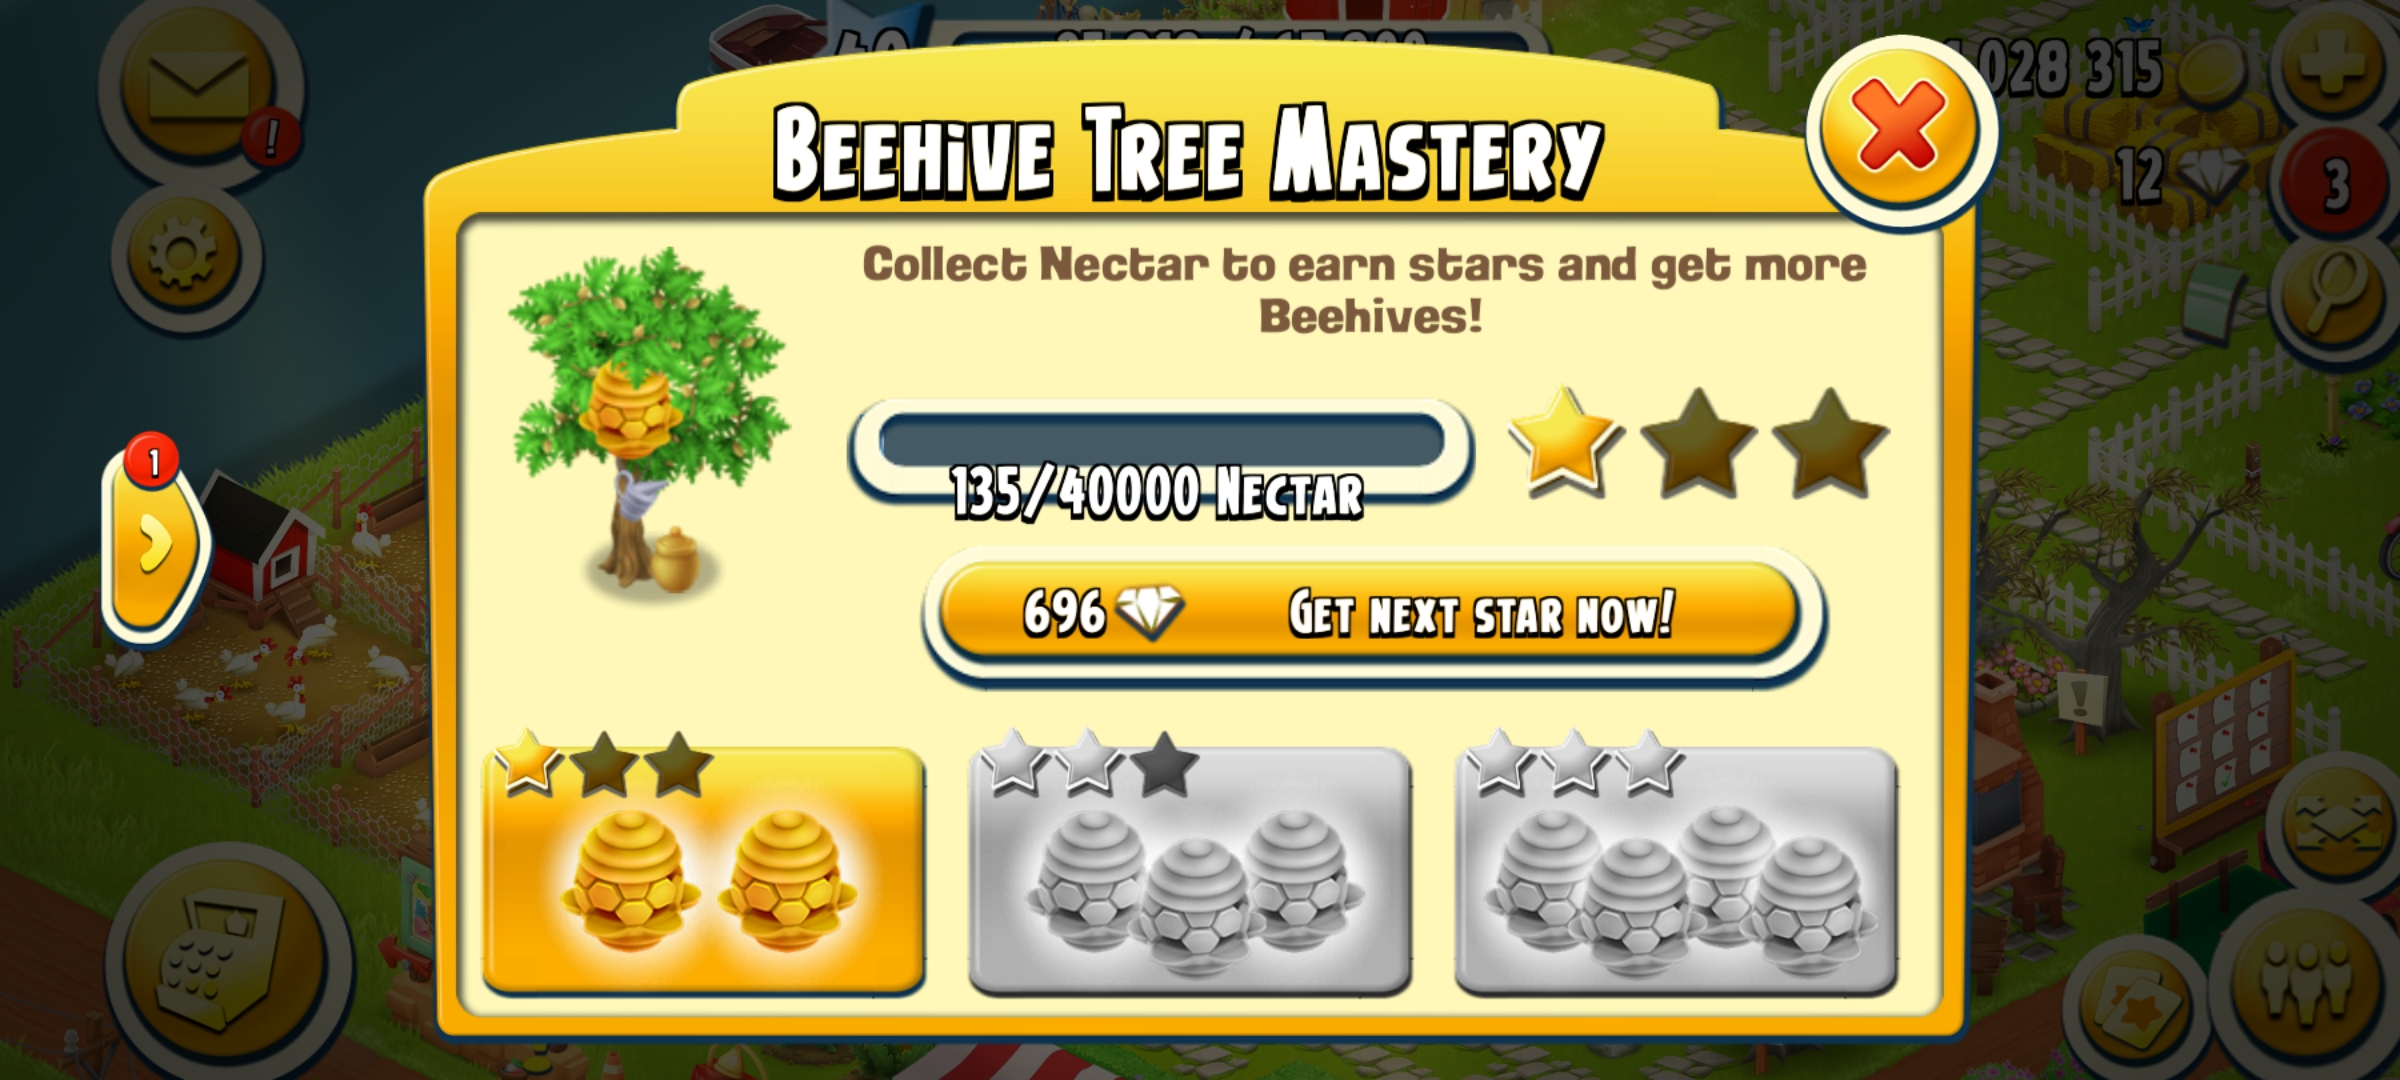 BEEHIVE TREE MASTERY
028 315
!
12
3
Collect Nectar to earn stars and get more
Beehives!
1
135/40000 NECTAR
696 GET NEXT STAR NOW!